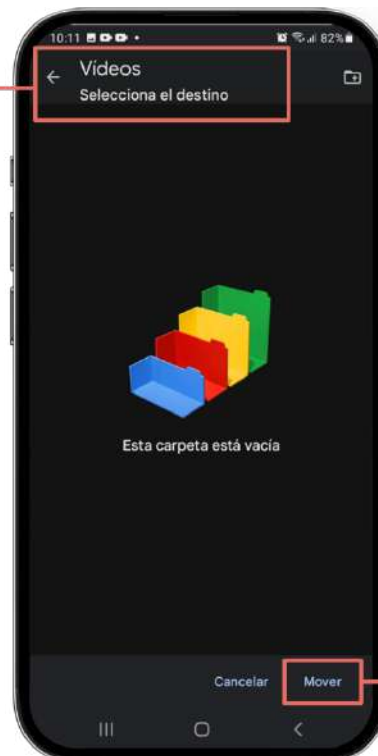 10:11 82%
Vídeos
Selecciona el destino
Esta carpeta está vacía
Cancelar Mover